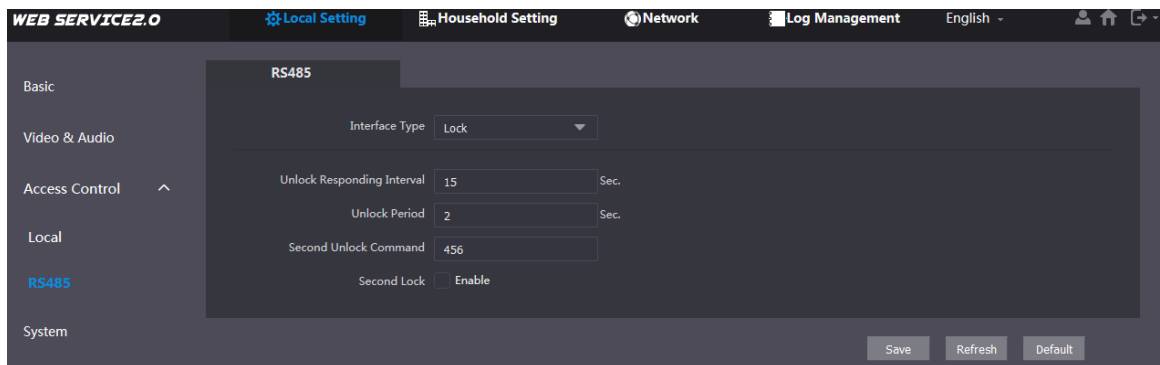 WEB SERVICE2.0 Local Setting Household Setting Network Log Management English
Basic
Video & Audio
Access Control
Local
RS485
System
RS485
Interface Type Lock
Unlock Responding Interval 15 Sec.
Unlock Period 2 Sec.
Second Unlock Command 456
Second Lock Enable
Save Refresh Default